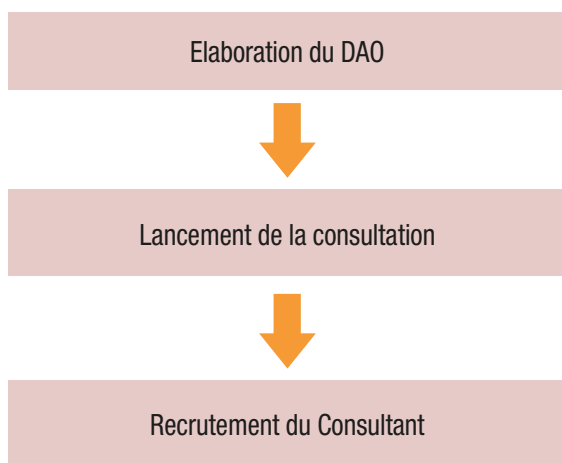 Elaboration du DAO
Lancement de la consultation
Recrutement du Consultant